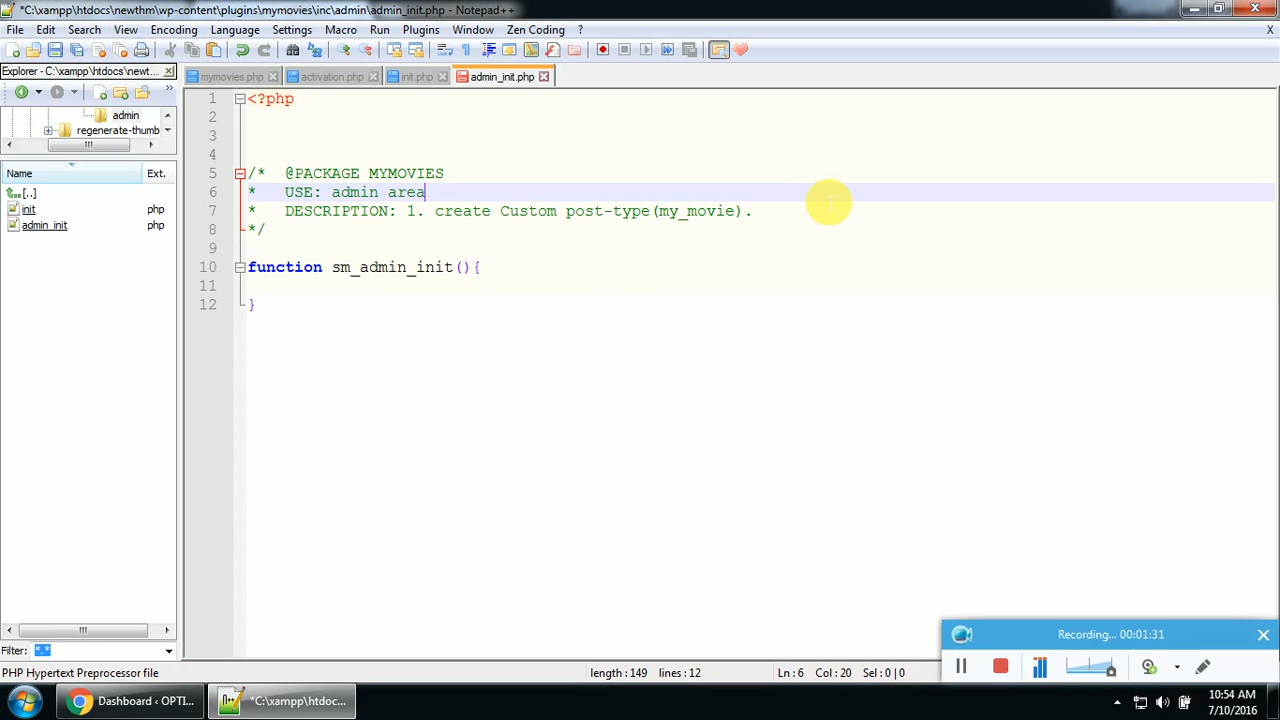 *C:\xampp\htdocs\newthm\wp-content\plugins\mymovies\inc\admin\admin_init.php - Notepad++
File Edit Search View Encoding Language Settings Macro Run Plugins Window Zen Coding ? X
Explorer - C:\xampp\htdocs\newt...
mymovies.php activation.php init.php admin_init.php
admin
regenerate-thumb
Name Ext.
[..]
init php
admin_init php
Filter: *.*
1 <?php
2
3
4
5 /* @PACKAGE MYMOVIES
6 * USE: admin area
7 * DESCRIPTION: 1. create Custom post-type(my_movie).
8 */
9
10 function sm_admin_init(){
11
12 }
Recording... 00:01:31
PHP Hypertext Preprocessor file length : 149 lines : 12 Ln : 6 Col : 20 Sel : 0 | 0
Dashboard ‹ OPTI... *C:\xampp\htdocs... 10:54 AM
7/10/2016